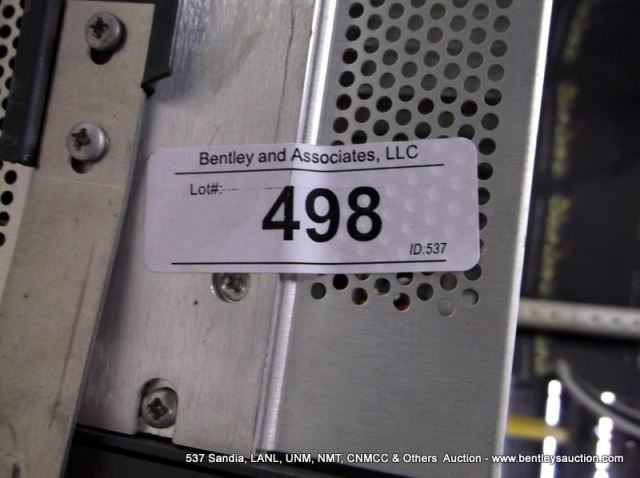 Bentley and Associates, LLC
Lot#:
498
ID:537
537 Sandia, LANL, UNM, NMT, CNMCC & Others Auction - www.bentleysauction.com